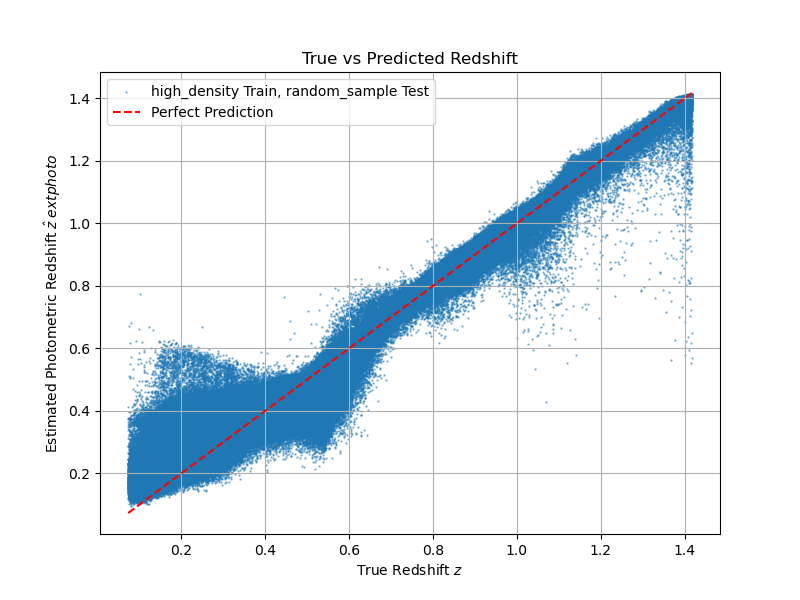 True vs Predicted Redshift
high_density Train, random_sample Test
Perfect Prediction
Estimated Photometric Redshift ẑ extphoto
1.4
1.2
1.0
0.8
0.6
0.4
0.2
0.2 0.4 0.6 0.8 1.0 1.2 1.4
True Redshift z